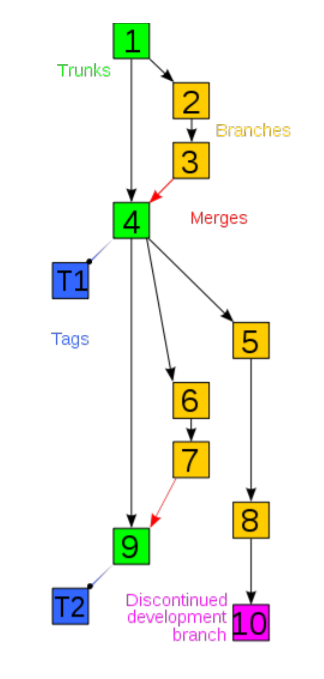 1
Trunks
2
Branches
3
4
Merges
T1
Tags
5
6
7
8
9
T2
Discontinued
development
branch
10